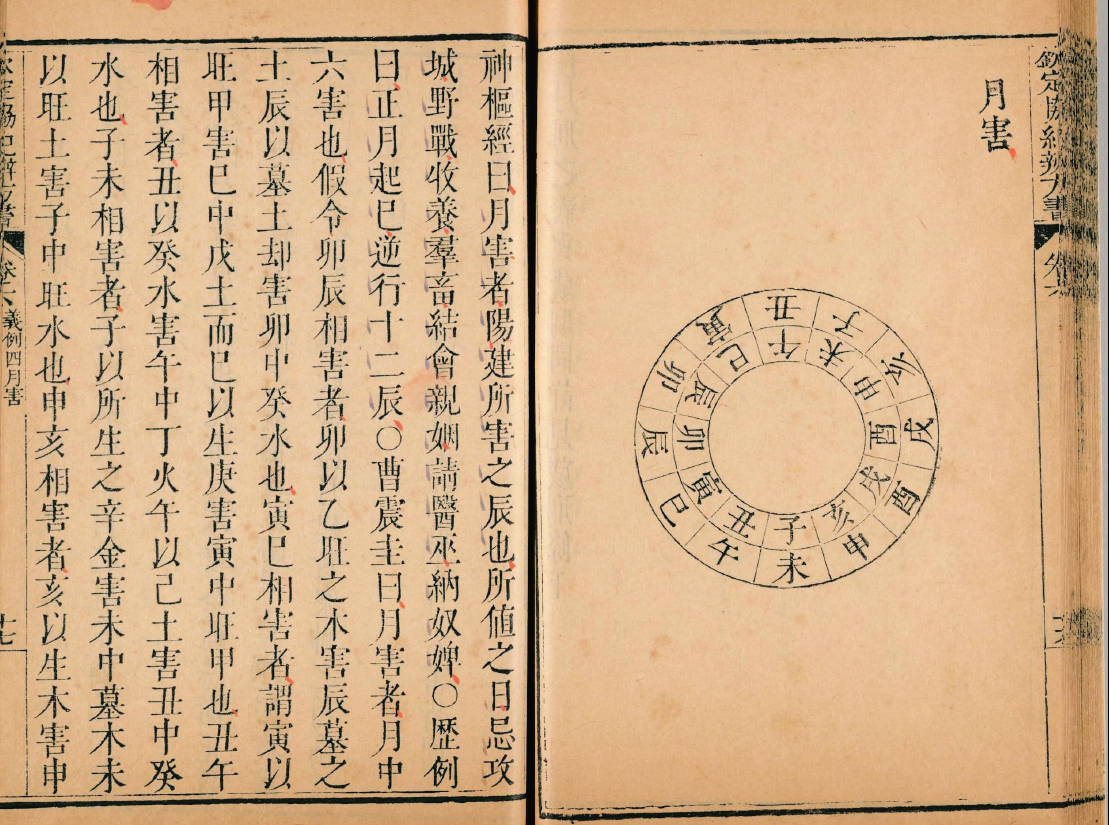 欽定協紀辨方書
卷六
十六
月害
子 丑 寅 卯 辰 巳 午 未 申 酉 戌 亥
未 午 巳 辰 卯 寅 丑 子 亥 戌 酉 申
神樞經曰月害者陽建所害之辰也所值之日忌攻
城野戰收養羣畜結會親姻請醫巫納奴婢○歷例
曰正月起巳逆行十二辰○曹震圭曰月害者月中
六害也假令卯辰相害者卯以乙旺之木害辰墓之
土辰以墓土却害卯中癸水也寅巳相害者謂寅以
旺甲害巳中戊土而巳以生庚害寅中旺甲也丑午
相害者丑以癸水害午中丁火午以己土害丑中癸
水也子未相害者子以所生之辛金害未中墓木未
以旺土害子中旺水也申亥相害者亥以生木害申
欽定協紀辨方書
卷六 義例四月害
十七